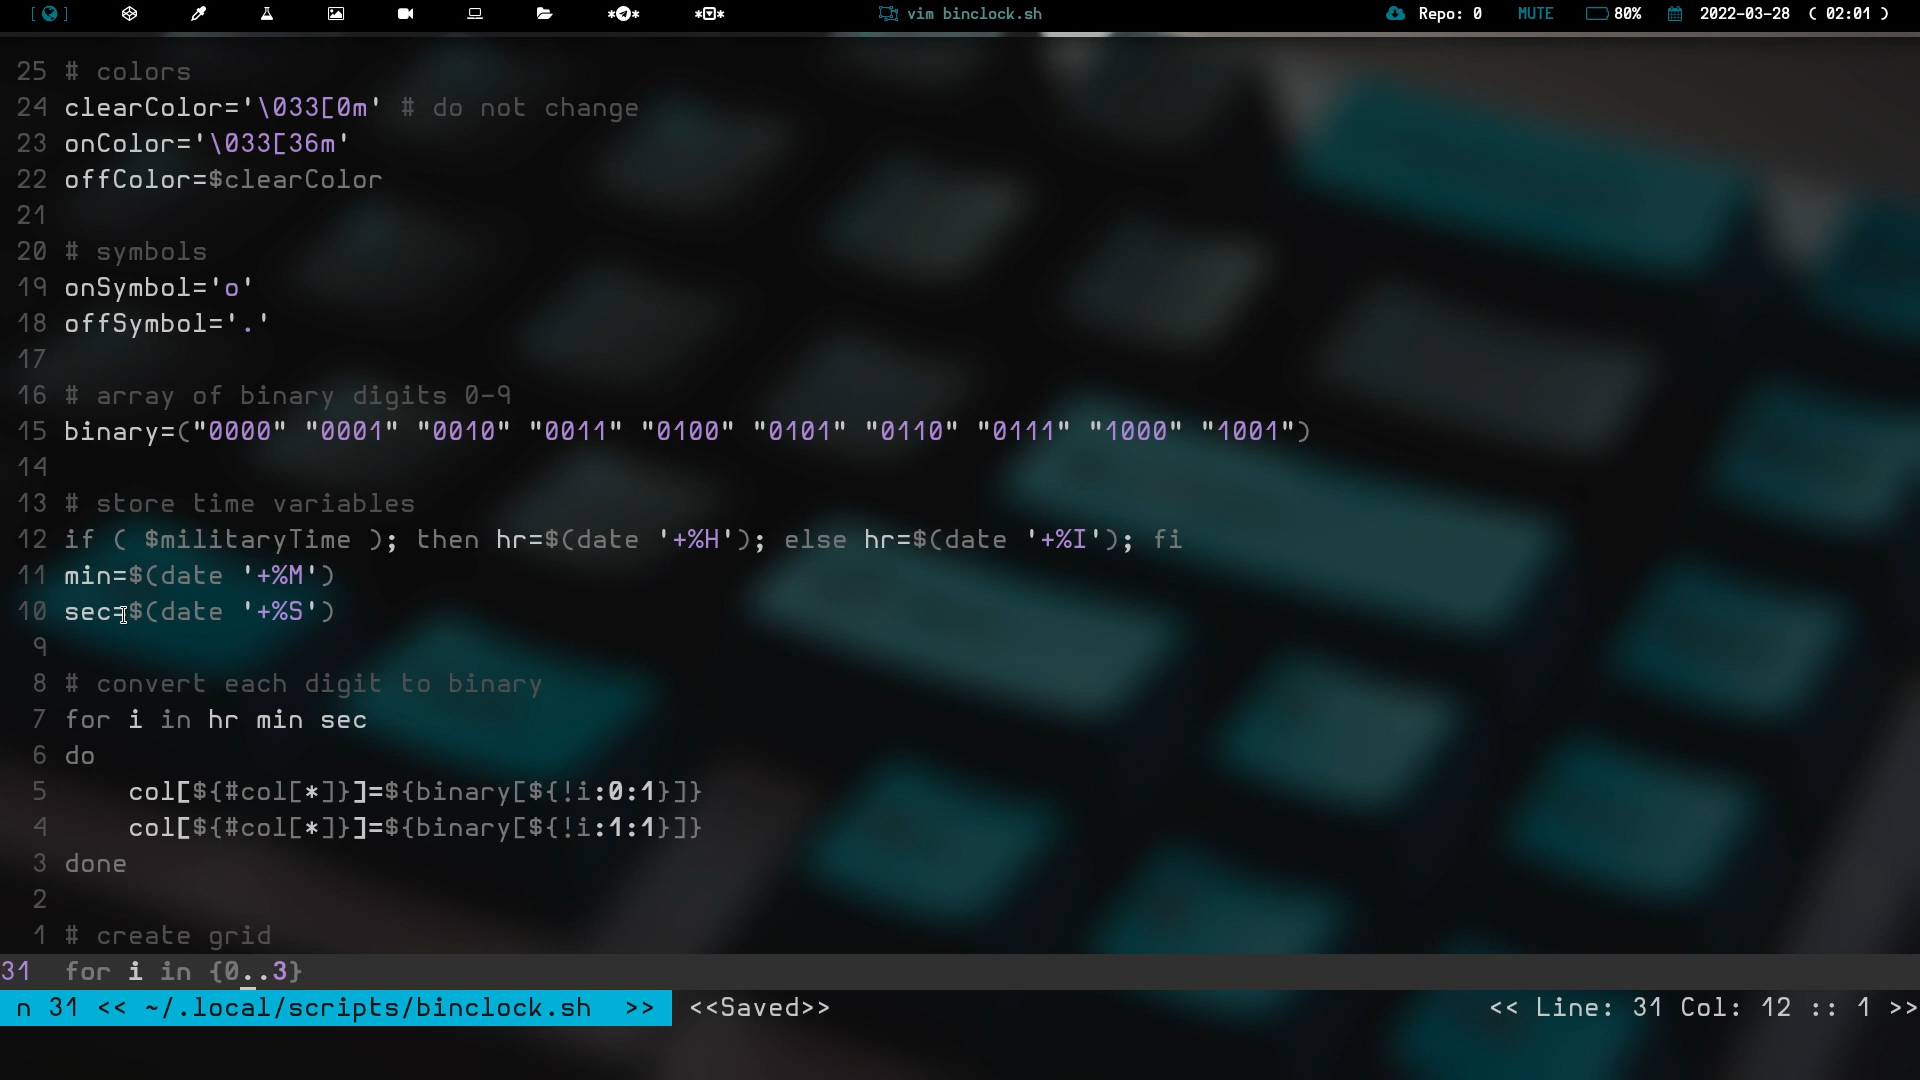 vim binclock.sh
Repo: 0 MUTE 80% 2022-03-28 ( 02:01 )
25 # colors
24 clearColor='\033[0m' # do not change
23 onColor='\033[36m'
22 offColor=$clearColor
21
20 # symbols
19 onSymbol='o'
18 offSymbol='.'
17
16 # array of binary digits 0-9
15 binary=("0000" "0001" "0010" "0011" "0100" "0101" "0110" "0111" "1000" "1001")
14
13 # store time variables
12 if ( $militaryTime ); then hr=$(date '+%H'); else hr=$(date '+%I'); fi
11 min=$(date '+%M')
10 sec=$(date '+%S')
9
8 # convert each digit to binary
7 for i in hr min sec
6 do
5     col[${#col[*]}]=${binary[${!i:0:1}]}
4     col[${#col[*]}]=${binary[${!i:1:1}]}
3 done
2
1 # create grid
31 for i in {0..3}
n 31 << ~/.local/scripts/binclock.sh >> <<Saved>> << Line: 31 Col: 12 :: 1 >>